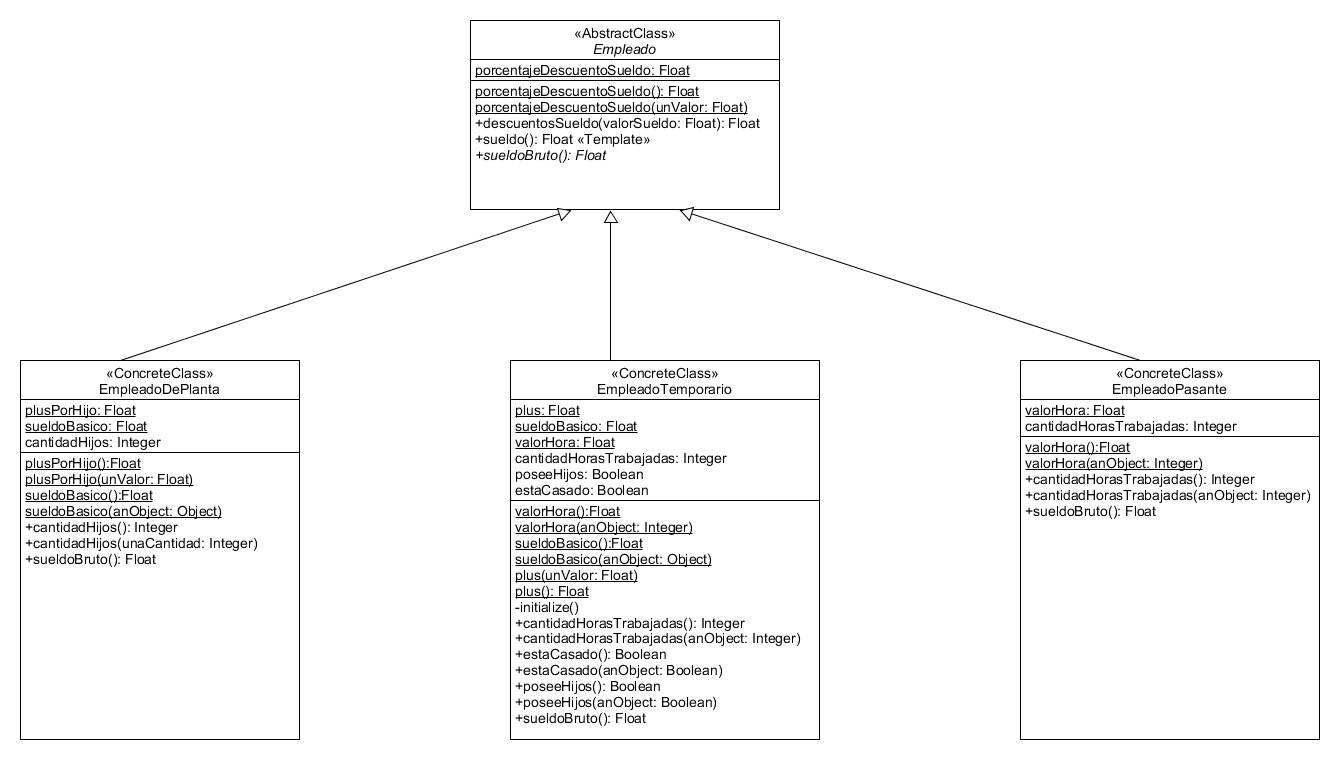 «AbstractClass»
Empleado
porcentajeDescuentoSueldo: Float
porcentajeDescuentoSueldo(): Float
porcentajeDescuentoSueldo(unValor: Float)
+descuentosSueldo(valorSueldo: Float): Float
+sueldo(): Float «Template»
+sueldoBruto(): Float
«ConcreteClass»
EmpleadoDePlanta
plusPorHijo: Float
sueldoBasico: Float
cantidadHijos: Integer
plusPorHijo():Float
plusPorHijo(unValor: Float)
sueldoBasico():Float
sueldoBasico(anObject: Object)
+cantidadHijos(): Integer
+cantidadHijos(unaCantidad: Integer)
+sueldoBruto(): Float
«ConcreteClass»
EmpleadoTemporario
plus: Float
sueldoBasico: Float
valorHora: Float
cantidadHorasTrabajadas: Integer
poseeHijos: Boolean
estaCasado: Boolean
valorHora():Float
valorHora(anObject: Integer)
sueldoBasico():Float
sueldoBasico(anObject: Object)
plus(unValor: Float)
plus(): Float
-initialize()
+cantidadHorasTrabajadas(): Integer
+cantidadHorasTrabajadas(anObject: Integer)
+estaCasado(): Boolean
+estaCasado(anObject: Boolean)
+poseeHijos(): Boolean
+poseeHijos(anObject: Boolean)
+sueldoBruto(): Float
«ConcreteClass»
EmpleadoPasante
valorHora: Float
cantidadHorasTrabajadas: Integer
valorHora():Float
valorHora(anObject: Integer)
+cantidadHorasTrabajadas(): Integer
+cantidadHorasTrabajadas(anObject: Integer)
+sueldoBruto(): Float